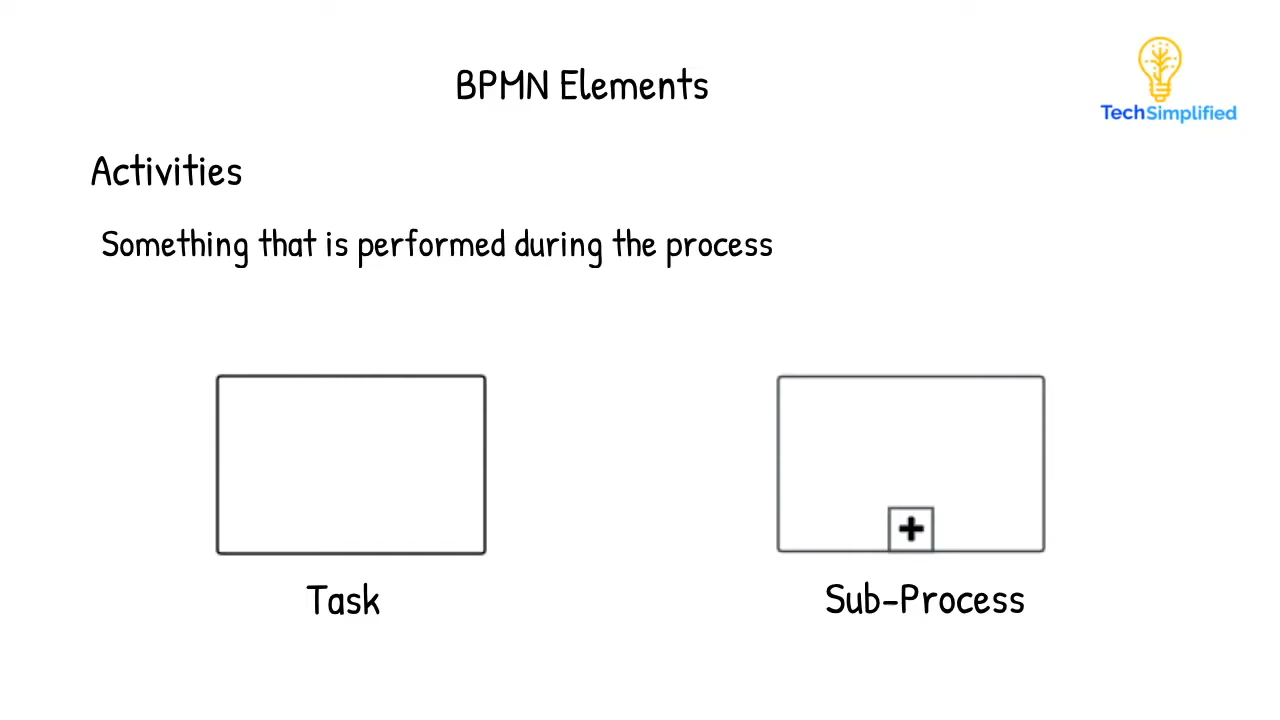 BPMN Elements
TechSimplified
Activities
Something that is performed during the process
+
Task
Sub-Process